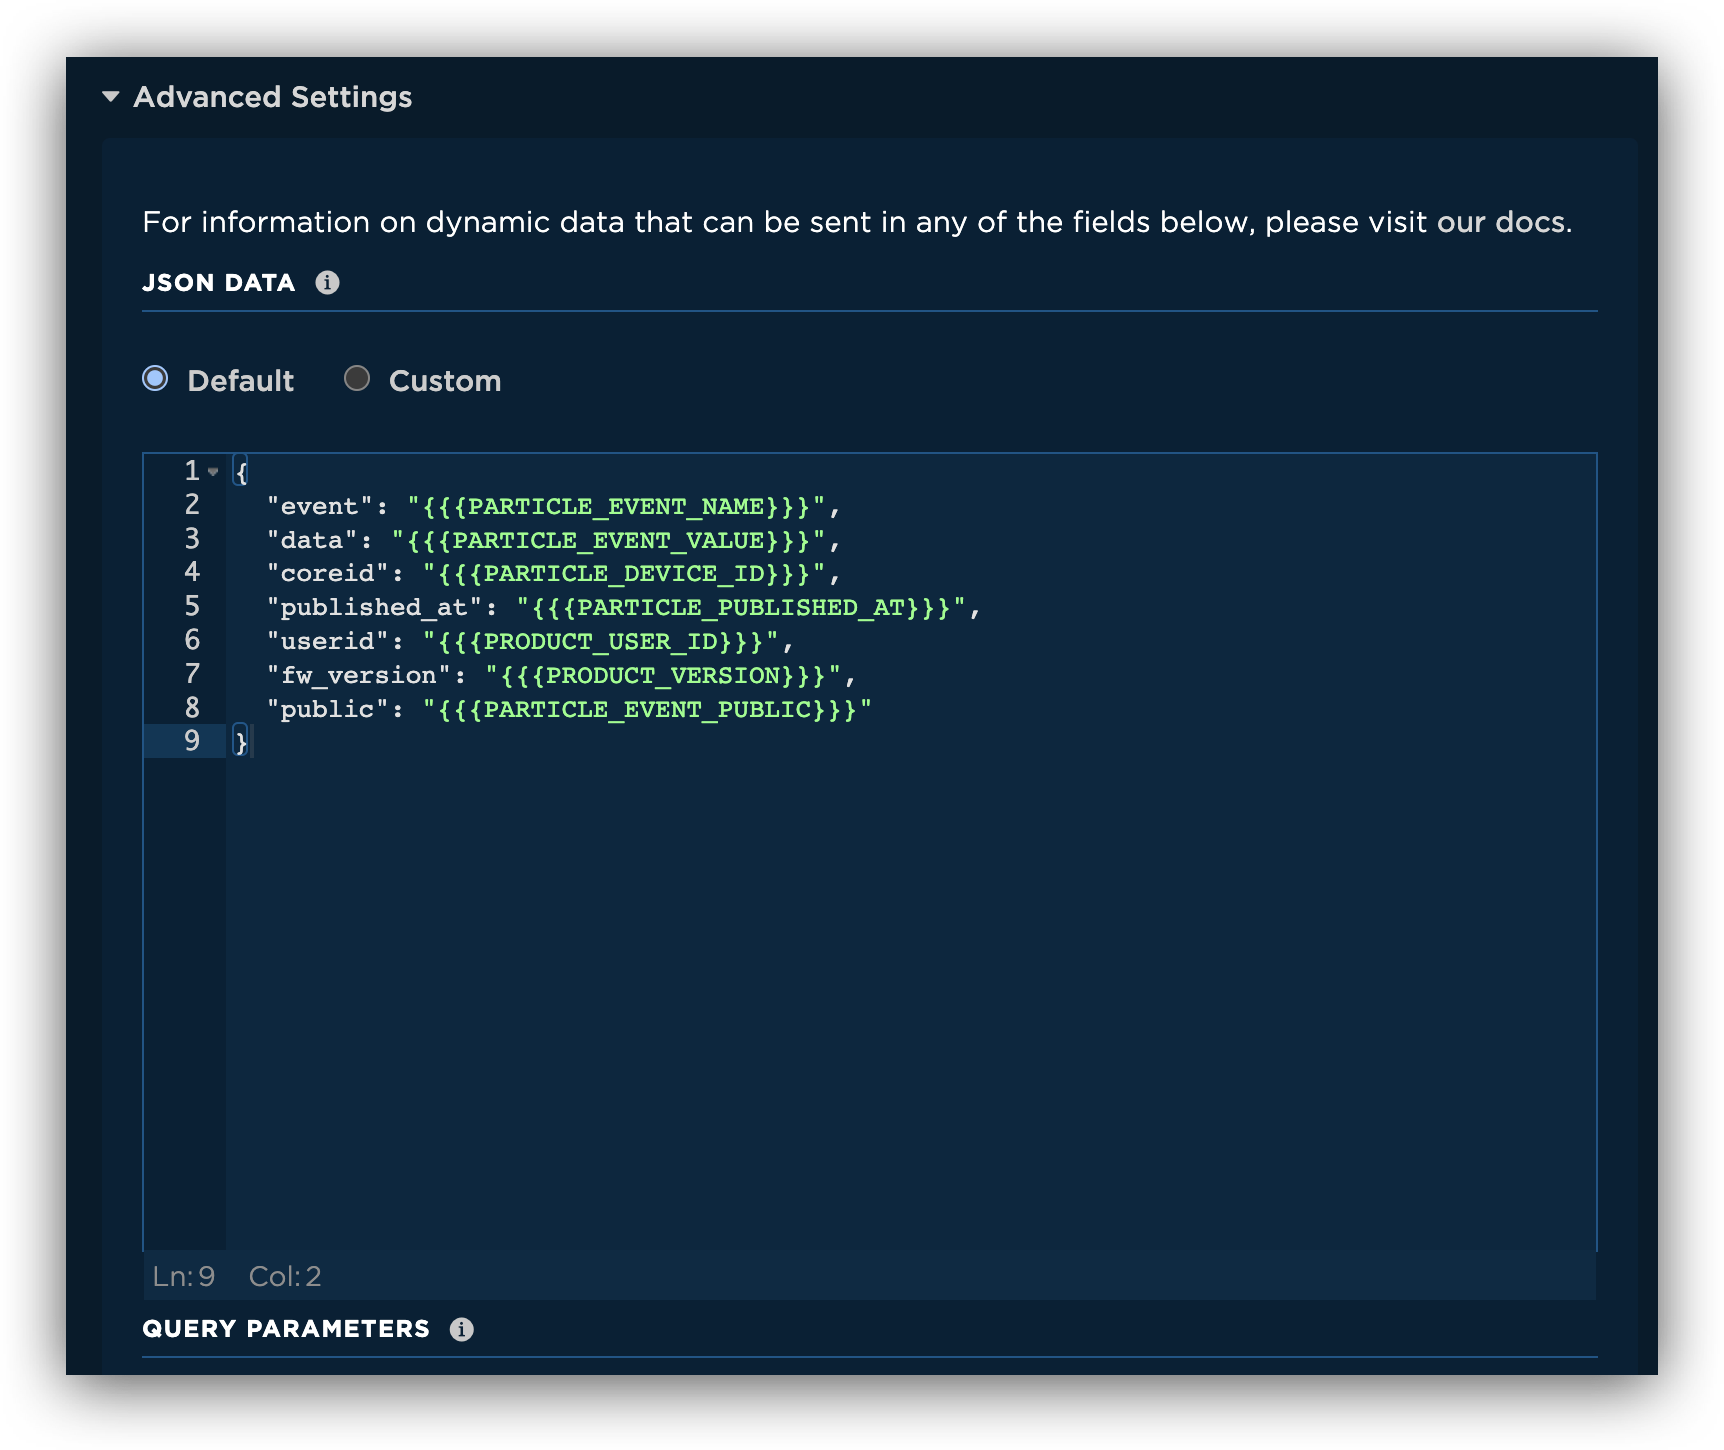 Advanced Settings
For information on dynamic data that can be sent in any of the fields below, please visit our docs.
JSON DATA
Default Custom
1 {
2 "event": "{{{PARTICLE_EVENT_NAME}}}",
3 "data": "{{{PARTICLE_EVENT_VALUE}}}",
4 "coreid": "{{{PARTICLE_DEVICE_ID}}}",
5 "published_at": "{{{PARTICLE_PUBLISHED_AT}}}",
6 "userid": "{{{PRODUCT_USER_ID}}}",
7 "fw_version": "{{{PRODUCT_VERSION}}}",
8 "public": "{{{PARTICLE_EVENT_PUBLIC}}}"
9 }
Ln: 9 Col: 2
QUERY PARAMETERS